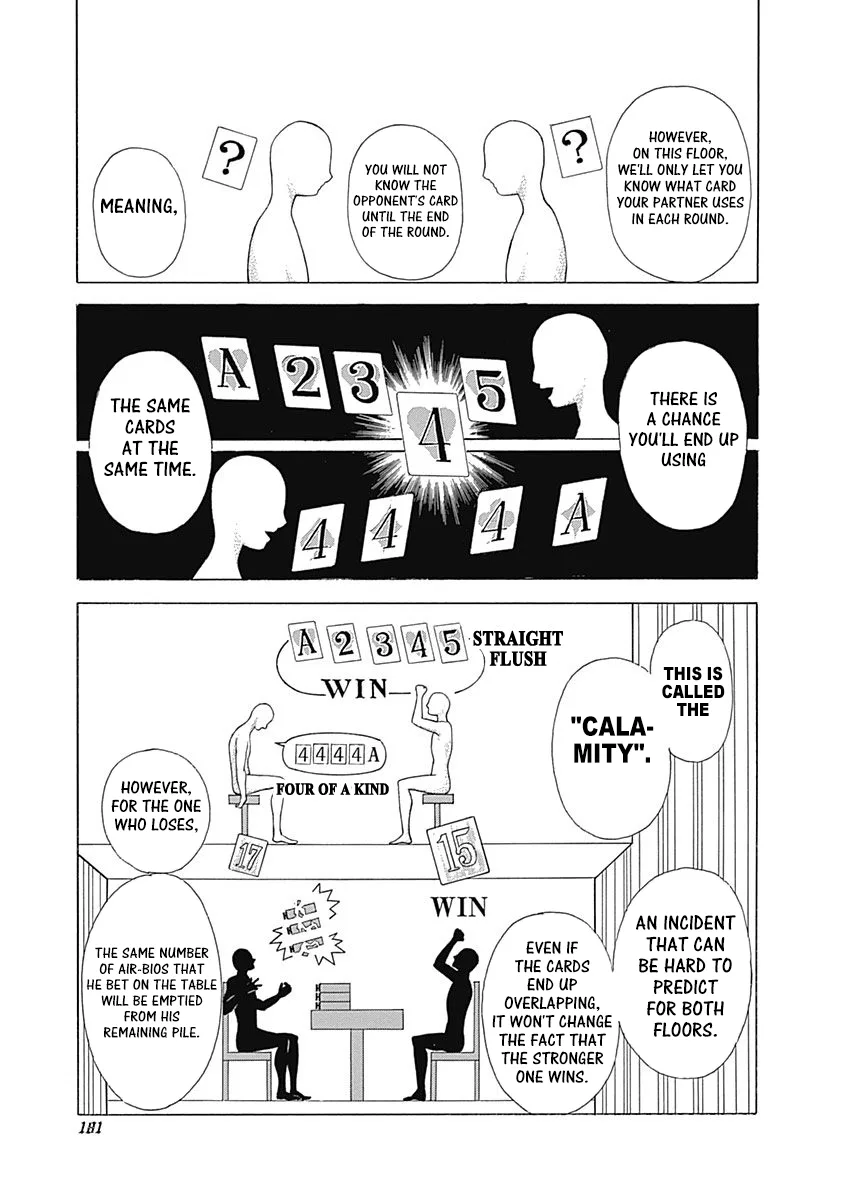 HOWEVER,
ON THIS FLOOR,
WE'LL ONLY LET YOU
KNOW WHAT CARD
YOUR PARTNER USES
IN EACH ROUND.
?
YOU WILL NOT
KNOW THE
OPPONENT'S CARD
UNTIL THE END
OF THE ROUND.
?
MEANING,
THERE IS
A CHANCE
YOU'LL END UP
USING
A 2 3 4 5
4 4 4 A
THE SAME
CARDS
AT THE
SAME TIME.
THIS IS
CALLED
THE
"CALA-
MITY".
A 2 3 4 5
STRAIGHT
FLUSH
WIN
4 4 4 4 A
FOUR OF A KIND
17
15
AN INCIDENT
THAT CAN
BE HARD TO
PREDICT
FOR BOTH
FLOORS.
WIN
EVEN IF
THE CARDS
END UP
OVERLAPPING,
IT WON'T CHANGE
THE FACT THAT
THE STRONGER
ONE WINS.
HOWEVER,
FOR THE ONE
WHO LOSES,
THE SAME NUMBER
OF AIR-BIOS THAT
HE BET ON THE TABLE
WILL BE EMPTIED
FROM HIS
REMAINING PILE.
181